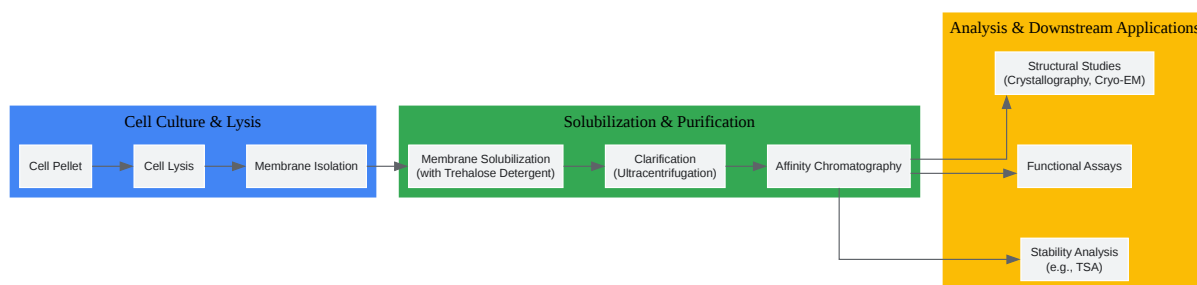 Cell Culture & Lysis
Cell Pellet
Cell Lysis
Membrane Isolation
Solubilization & Purification
Membrane Solubilization
(with Trehalose Detergent)
Clarification
(Ultracentrifugation)
Affinity Chromatography
Analysis & Downstream Applications
Structural Studies
(Crystallography, Cryo-EM)
Functional Assays
Stability Analysis
(e.g., TSA)